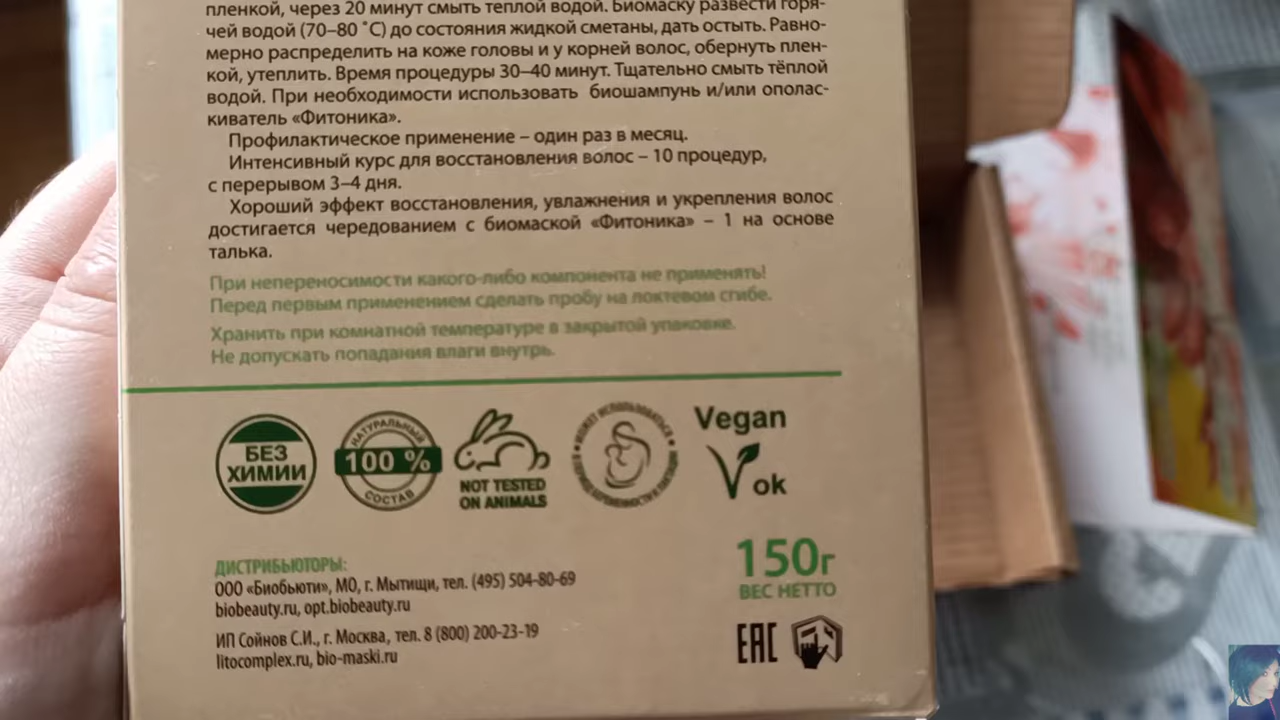 пленкой, через 20 минут смыть теплой водой. Биомаску развести горя-
чей водой (70–80 ˚С) до состояния жидкой сметаны, дать остыть. Равно-
мерно распределить на коже головы и у корней волос, обернуть плен-
кой, утеплить. Время процедуры 30–40 минут. Тщательно смыть тёплой
водой. При необходимости использовать биошампунь и/или ополас-
киватель «Фитоника».
Профилактическое применение – один раз в месяц.
Интенсивный курс для восстановления волос – 10 процедур,
с перерывом 3–4 дня.
Хороший эффект восстановления, увлажнения и укрепления волос
достигается чередованием с биомаской «Фитоника» – 1 на основе
талька.
При непереносимости какого-либо компонента не применять!
Перед первым применением сделать пробу на локтевом сгибе.
Хранить при комнатной температуре в закрытой упаковке.
Не допускать попадания влаги внутрь.
БЕЗ
ХИМИИ
НАТУРАЛЬНЫЙ
100 %
СОСТАВ
NOT TESTED
ON ANIMALS
МОЖЕТ ИСПОЛЬЗОВАТЬСЯ
В ПЕРИОД БЕРЕМЕННОСТИ И ЛАКТАЦИИ
Vegan
ok
ДИСТРИБЬЮТОРЫ:
ООО «Биобьюти», МО, г. Мытищи, тел. (495) 504-80-69
biobeauty.ru, opt.biobeauty.ru
ИП Сойнов С.И., г. Москва, тел. 8 (800) 200-23-19
litocomplex.ru, bio-maski.ru
150г
ВЕС НЕТТО
ЕАС